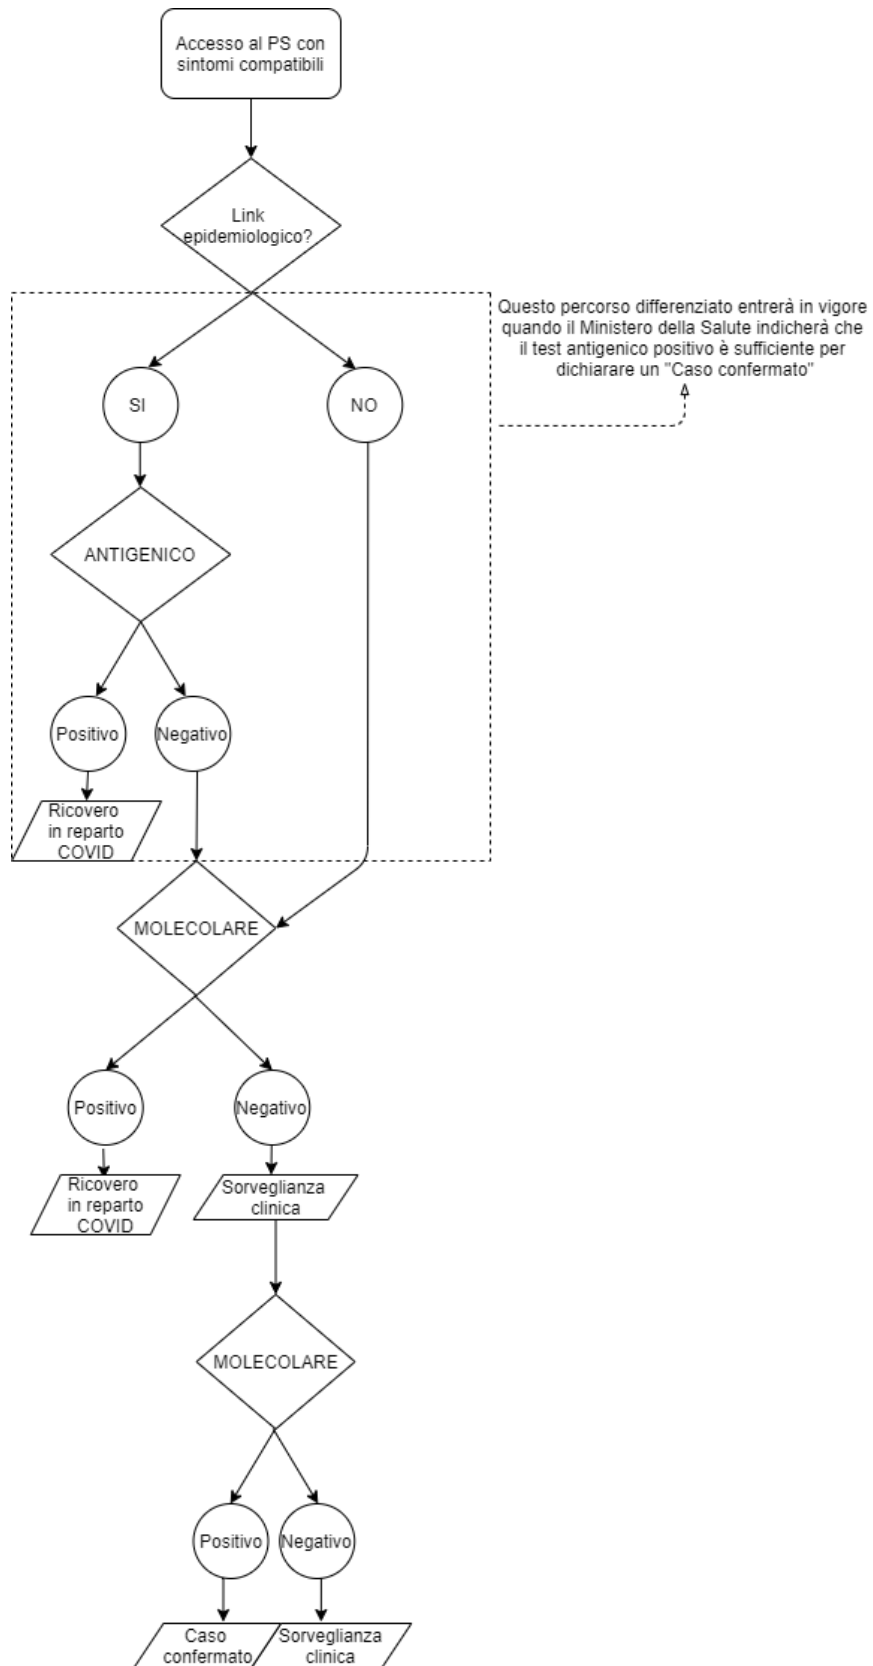 Accesso al PS con
sintomi compatibili
Link
epidemiologico?
Questo percorso differenziato entrerà in vigore
quando il Ministero della Salute indicherà che
il test antigenico positivo è sufficiente per
dichiarare un "Caso confermato"
SI
NO
ANTIGENICO
Positivo
Negativo
Ricovero
in reparto
COVID
MOLECOLARE
Positivo
Negativo
Ricovero
in reparto
COVID
Sorveglianza
clinica
MOLECOLARE
Positivo
Negativo
Caso
confermato
Sorveglianza
clinica